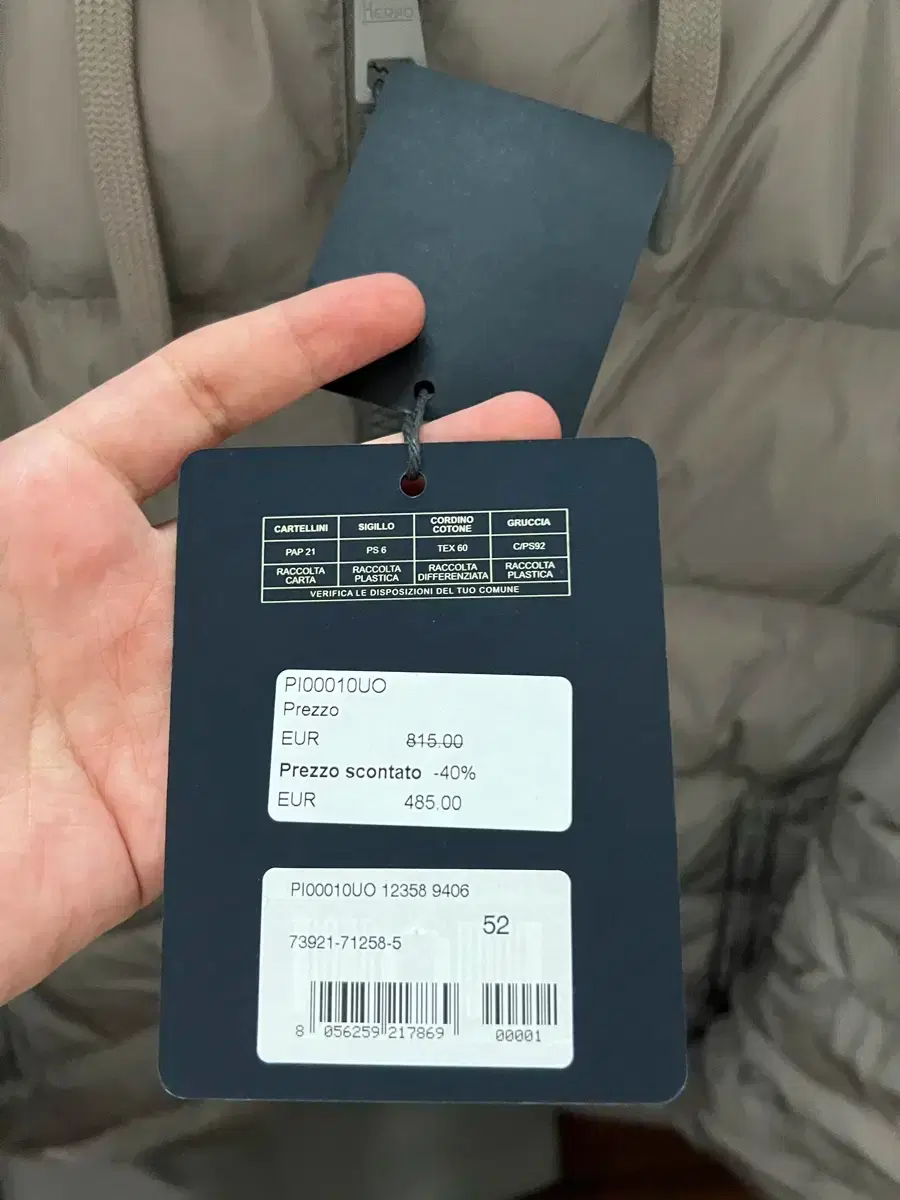 HERNO
CARTELLINI SIGILLO CORDINO COTONE GRUCCIA
PAP 21 PS 6 TEX 60 C/PS92
RACCOLTA CARTA RACCOLTA PLASTICA RACCOLTA DIFFERENZIATA RACCOLTA PLASTICA
VERIFICA LE DISPOSIZIONI DEL TUO COMUNE
PI00010UO
Prezzo
EUR 815.00
Prezzo scontato -40%
EUR 485.00
PI00010UO 12358 9406
52
73921-71258-5
8 056259 217869 00001